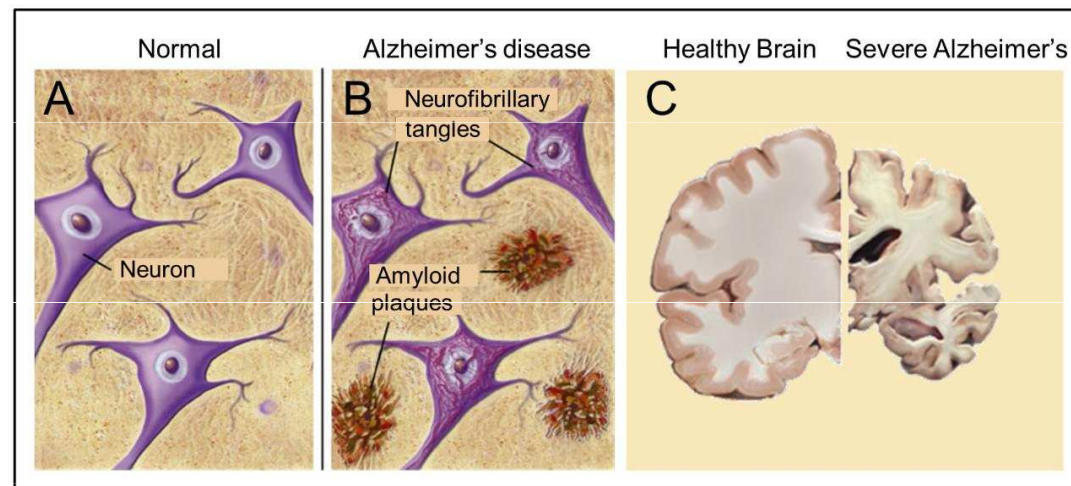 Normal
Alzheimer's disease
Healthy Brain
Severe Alzheimer's
A
Neuron
B
Neurofibrillary
tangles
Amyloid
plaques
C